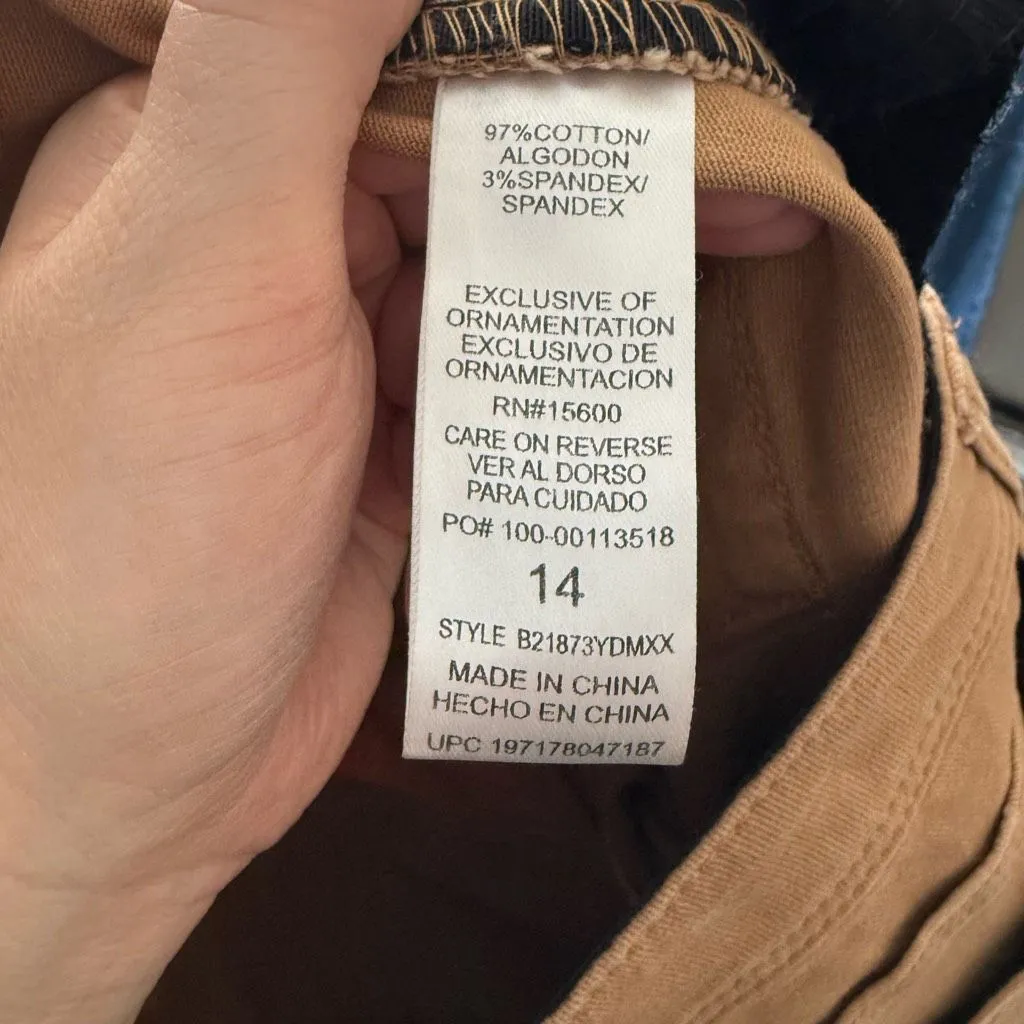 97%COTTON/
ALGODON
3%SPANDEX/
SPANDEX
EXCLUSIVE OF
ORNAMENTATION
EXCLUSIVO DE
ORNAMENTACION
RN#15600
CARE ON REVERSE
VER AL DORSO
PARA CUIDADO
PO# 100-00113518
14
STYLE B21873YDMXX
MADE IN CHINA
HECHO EN CHINA
UPC 197178047187